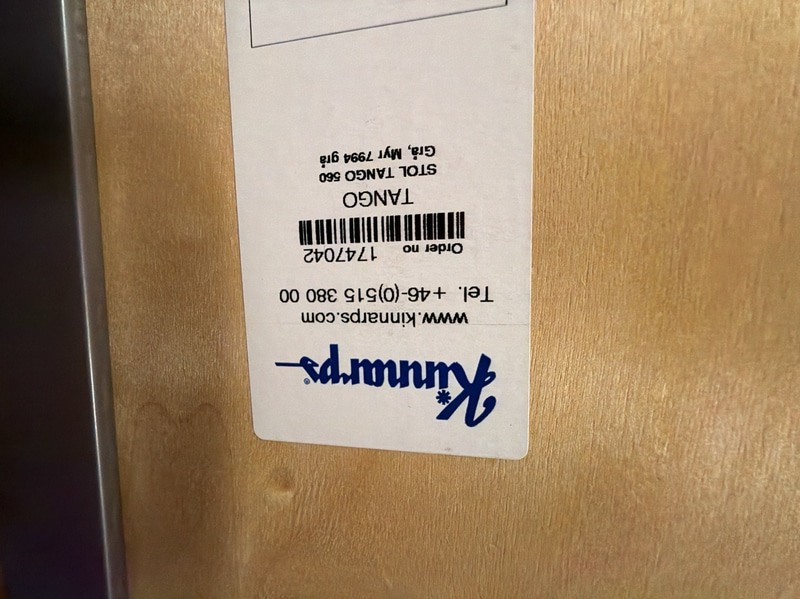 Kinnarps®
www.kinnarps.com
Tel. +46-(0)515 380 00
Order no 1747042
TANGO
STOL TANGO 560
Grå, Myr 7994 grå